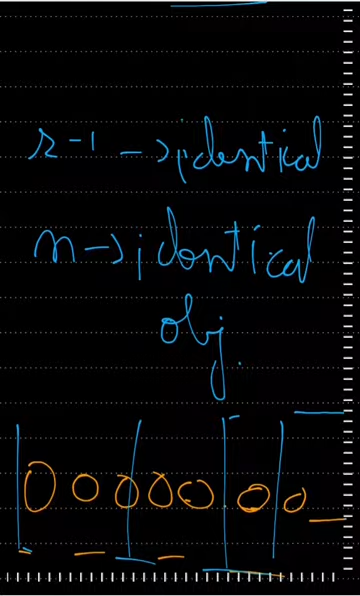 r-1 → identical
n → identical
obj.